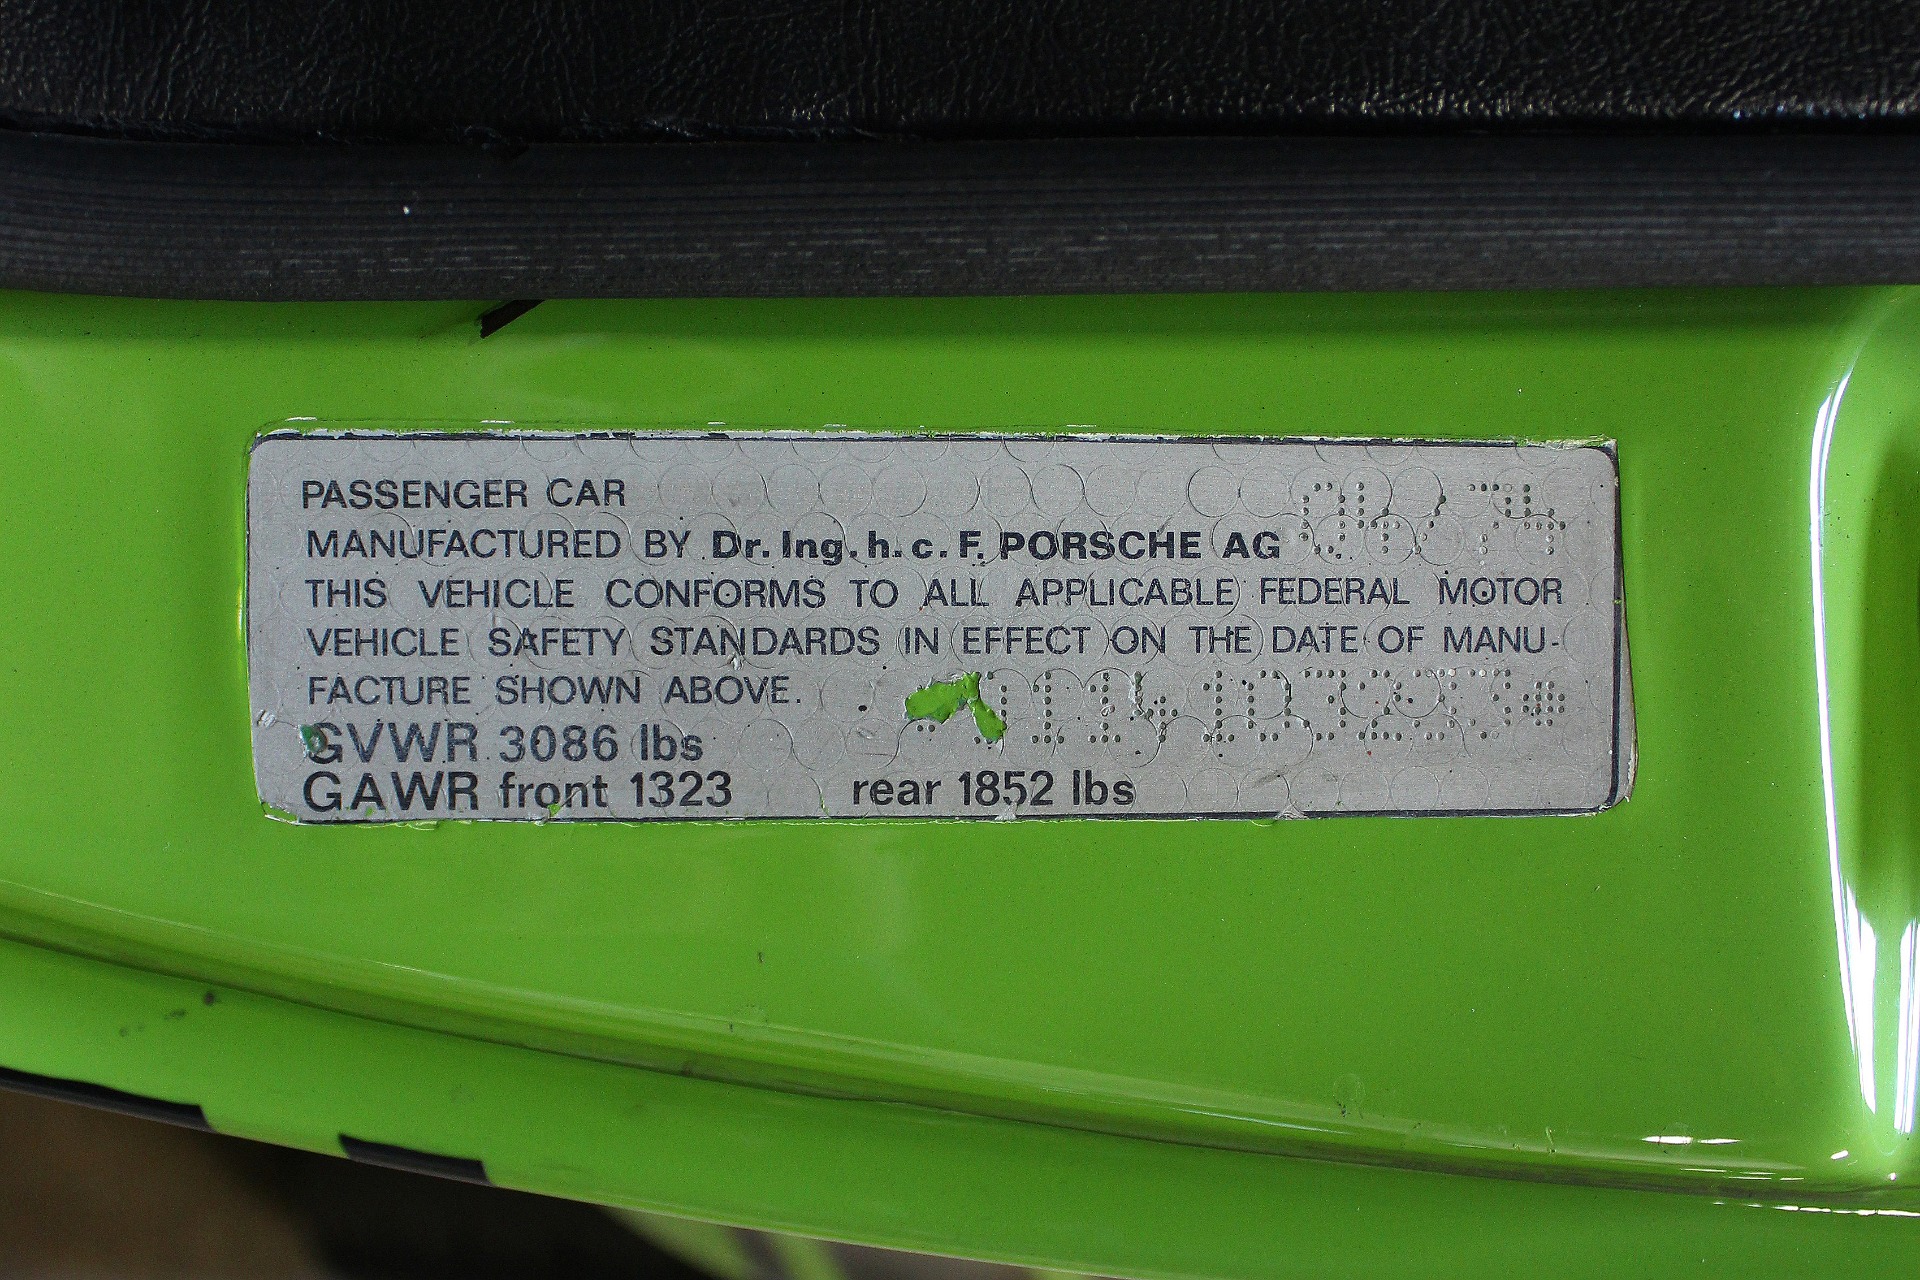 PASSENGER CAR
MANUFACTURED BY Dr. Ing. h. c. F. PORSCHE AG 04/74
THIS VEHICLE CONFORMS TO ALL APPLICABLE FEDERAL MOTOR
VEHICLE SAFETY STANDARDS IN EFFECT ON THE DATE OF MANU-
FACTURE SHOWN ABOVE.
GVWR 3086 lbs
GAWR front 1323 rear 1852 lbs